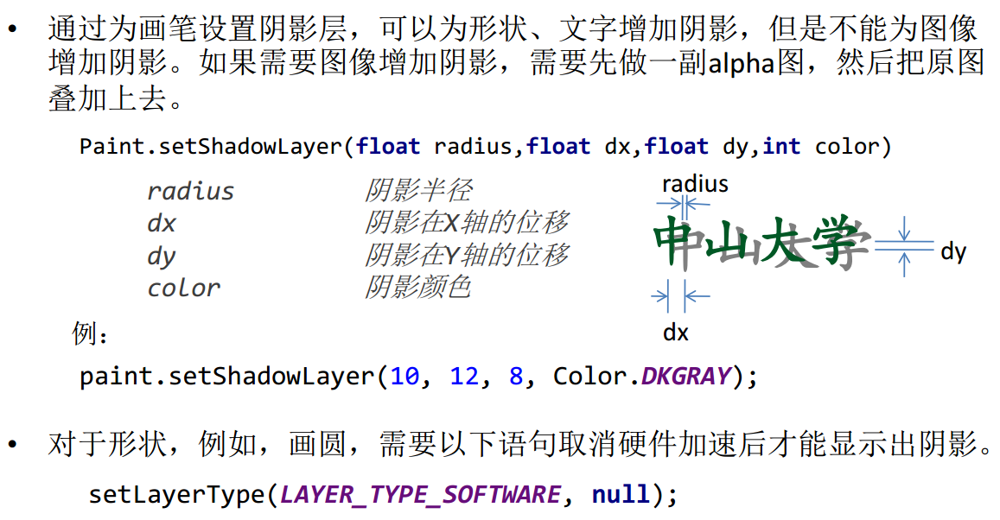 • 通过为画笔设置阴影层，可以为形状、文字增加阴影，但是不能为图像
增加阴影。如果需要图像增加阴影，需要先做一副alpha图，然后把原图
叠加上去。
Paint.setShadowLayer(float radius,float dx,float dy,int color)
radius 阴影半径
dx 阴影在X轴的位移
dy 阴影在Y轴的位移
color 阴影颜色
radius
中山大学
dy
dx
例：
paint.setShadowLayer(10, 12, 8, Color.DKGRAY);
• 对于形状，例如，画圆，需要以下语句取消硬件加速后才能显示出阴影。
setLayerType(LAYER_TYPE_SOFTWARE, null);